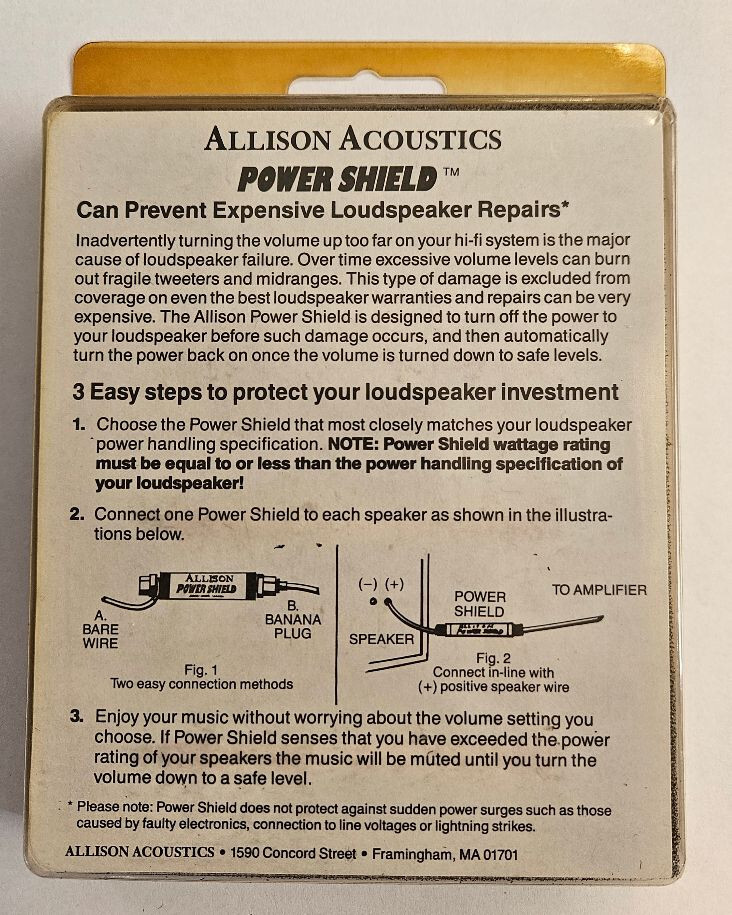 ALLISON ACOUSTICS
POWER SHIELD™
Can Prevent Expensive Loudspeaker Repairs*
Inadvertently turning the volume up too far on your hi-fi system is the major
cause of loudspeaker failure. Over time excessive volume levels can burn
out fragile tweeters and midranges. This type of damage is excluded from
coverage on even the best loudspeaker warranties and repairs can be very
expensive. The Allison Power Shield is designed to turn off the power to
your loudspeaker before such damage occurs, and then automatically
turn the power back on once the volume is turned down to safe levels.
3 Easy steps to protect your loudspeaker investment
1. Choose the Power Shield that most closely matches your loudspeaker
power handling specification. NOTE: Power Shield wattage rating
must be equal to or less than the power handling specification of
your loudspeaker!
2. Connect one Power Shield to each speaker as shown in the illustra-
tions below.
ALLISON
POWER SHIELD
A.
BARE
WIRE
B.
BANANA
PLUG
Fig. 1
Two easy connection methods
(−) (+)
SPEAKER
POWER
SHIELD
TO AMPLIFIER
ALLISON
POWER SHIELD
Fig. 2
Connect in-line with
(+) positive speaker wire
3. Enjoy your music without worrying about the volume setting you
choose. If Power Shield senses that you have exceeded the power
rating of your speakers the music will be muted until you turn the
volume down to a safe level.
* Please note: Power Shield does not protect against sudden power surges such as those
caused by faulty electronics, connection to line voltages or lightning strikes.
ALLISON ACOUSTICS • 1590 Concord Street • Framingham, MA 01701